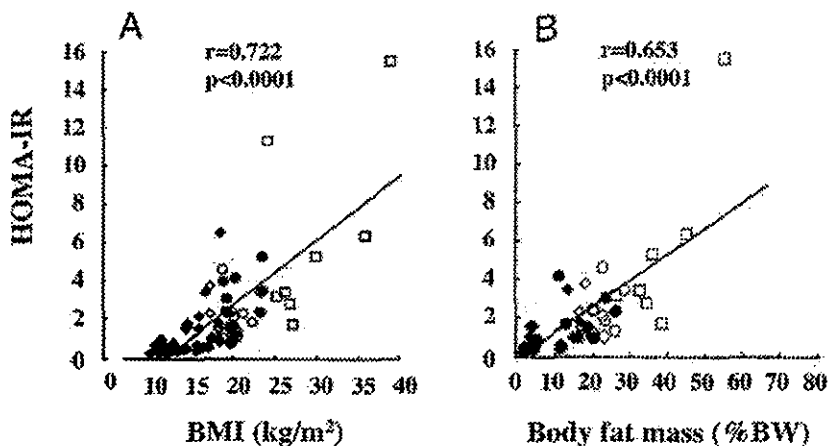 A
r=0.722
p<0.0001
HOMA-IR
16
14
12
10
8
6
4
2
0
0 10 15 20 25 30 35 40
BMI (kg/m²)
B
r=0.653
p<0.0001
16
14
12
10
8
6
4
2
0
0 10 20 30 40 50 60 70 80
Body fat mass (%BW)